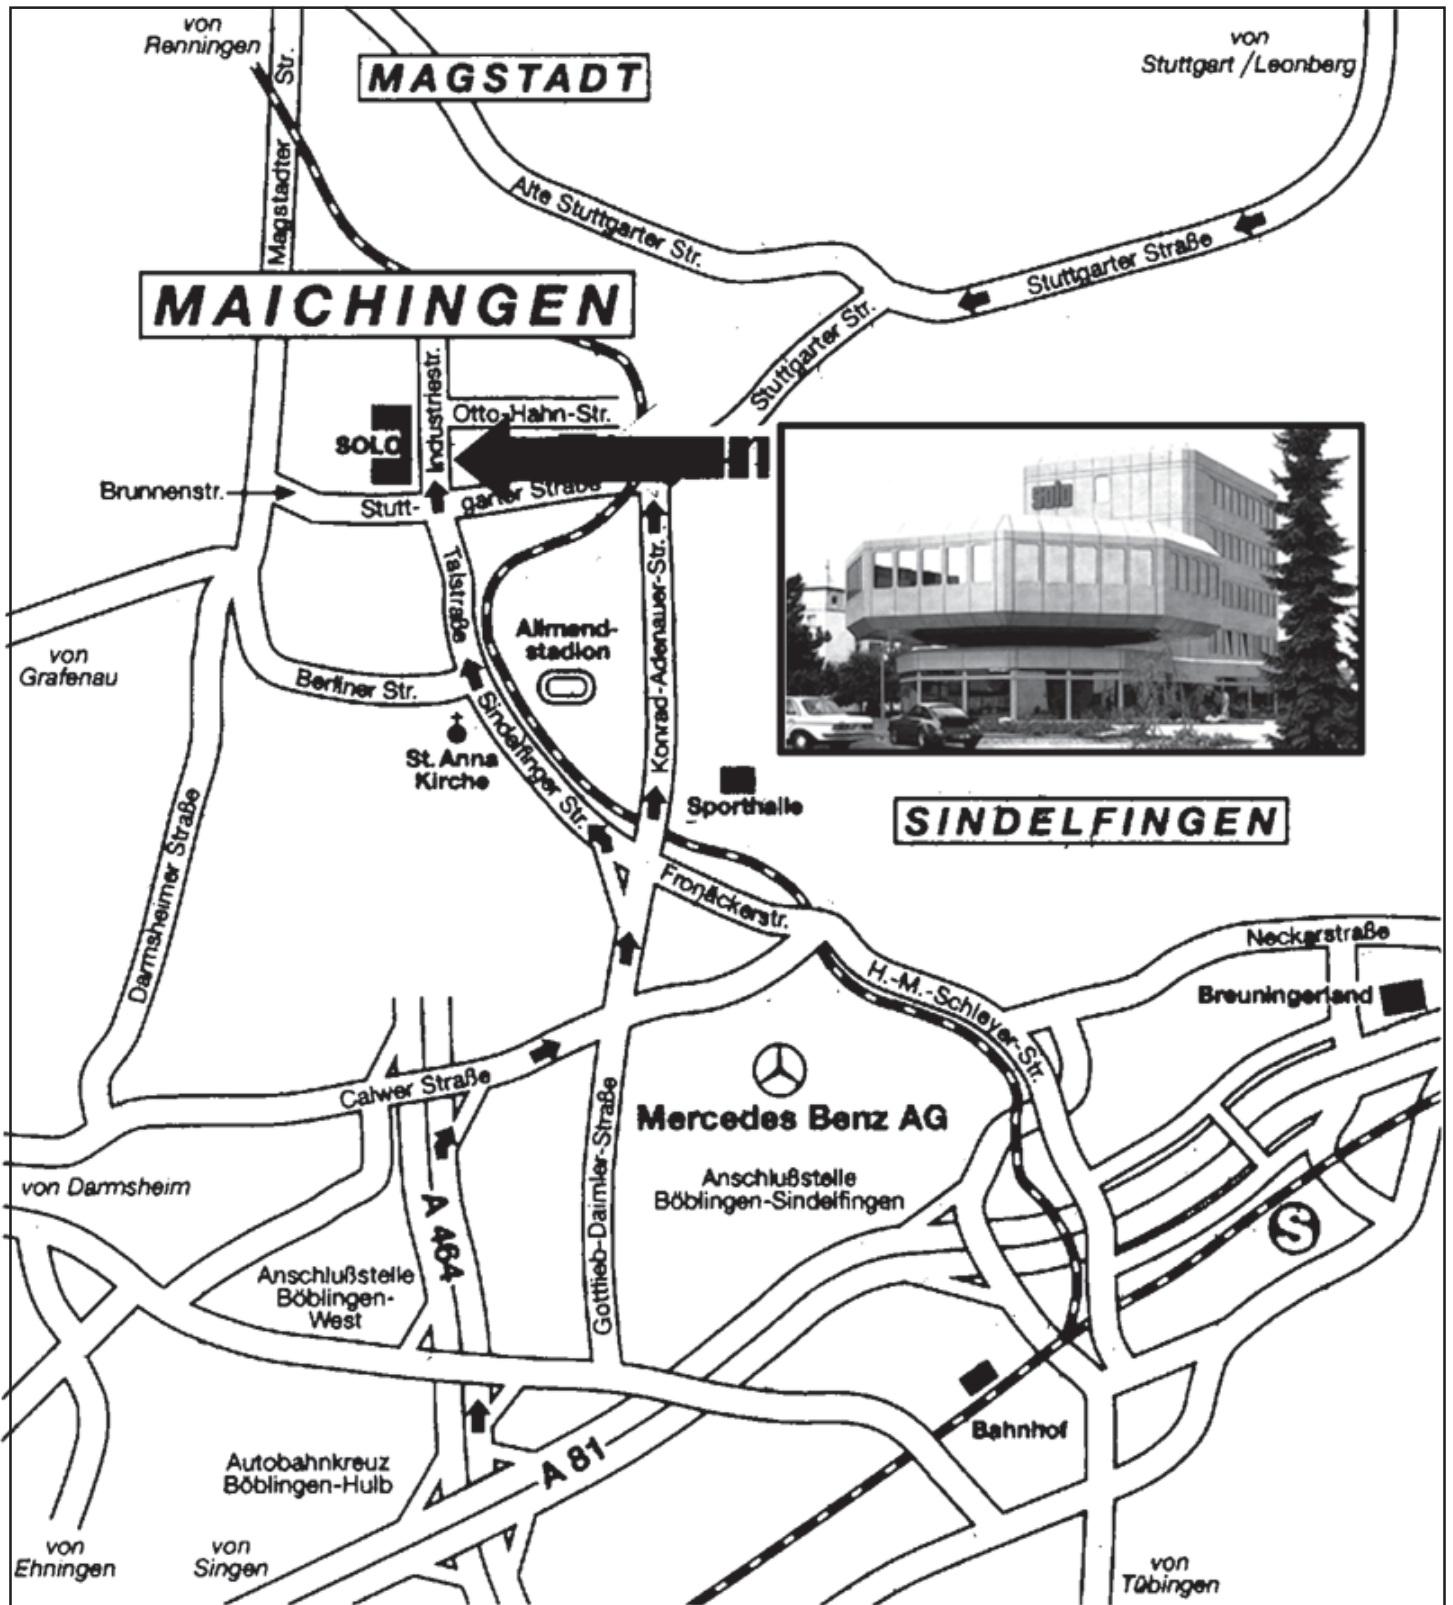 von
Renningen
Magstadter
Str.
MAGSTADT
von
Stuttgart /Leonberg
Alte Stuttgarter Str.
Stuttgarter Straße
MAICHINGEN
Stuttgarter Str.
Industriestr.
Otto-Hahn-Str.
SOLO
Brunnenstr.
Stutt-
garter Straße
solo
Talstraße
Allmend-
stadion
Konrad-Adenauer-Str.
von
Grafenau
Berliner Str.
Sindelfinger Str.
St. Anna
Kirche
Sporthalle
SINDELFINGEN
Darmsheimer Straße
Fronäckerstr.
Neckarstraße
H.-M.-Schleyer-Str.
Breuningerland
Calwer Straße
Mercedes Benz AG
Gottlieb-Daimler-Straße
Anschlußstelle
Böblingen-Sindelfingen
von Darmsheim
A 464
S
Anschlußstelle
Böblingen-
West
Bahnhof
A 81
Autobahnkreuz
Böblingen-Hulb
von
Ehningen
von
Singen
von
Tübingen